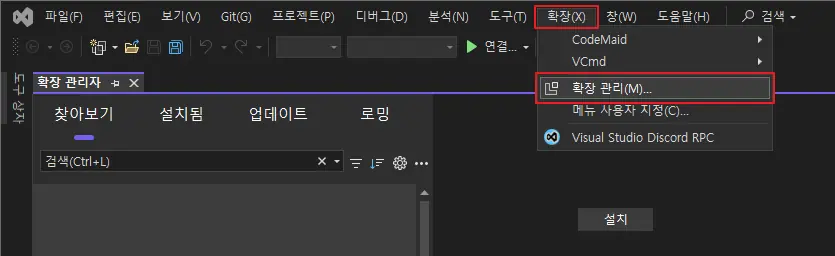 파일(F) 편집(E) 보기(V) Git(G) 프로젝트(P) 디버그(D) 분석(N) 도구(T) 확장(X) 창(W) 도움말(H) 검색
연결...
CodeMaid
VCmd
확장 관리(M)...
메뉴 사용자 지정(C)...
Visual Studio Discord RPC
도구 상자
확장 관리자
찾아보기 설치됨 업데이트 로밍
검색(Ctrl+L)
설치